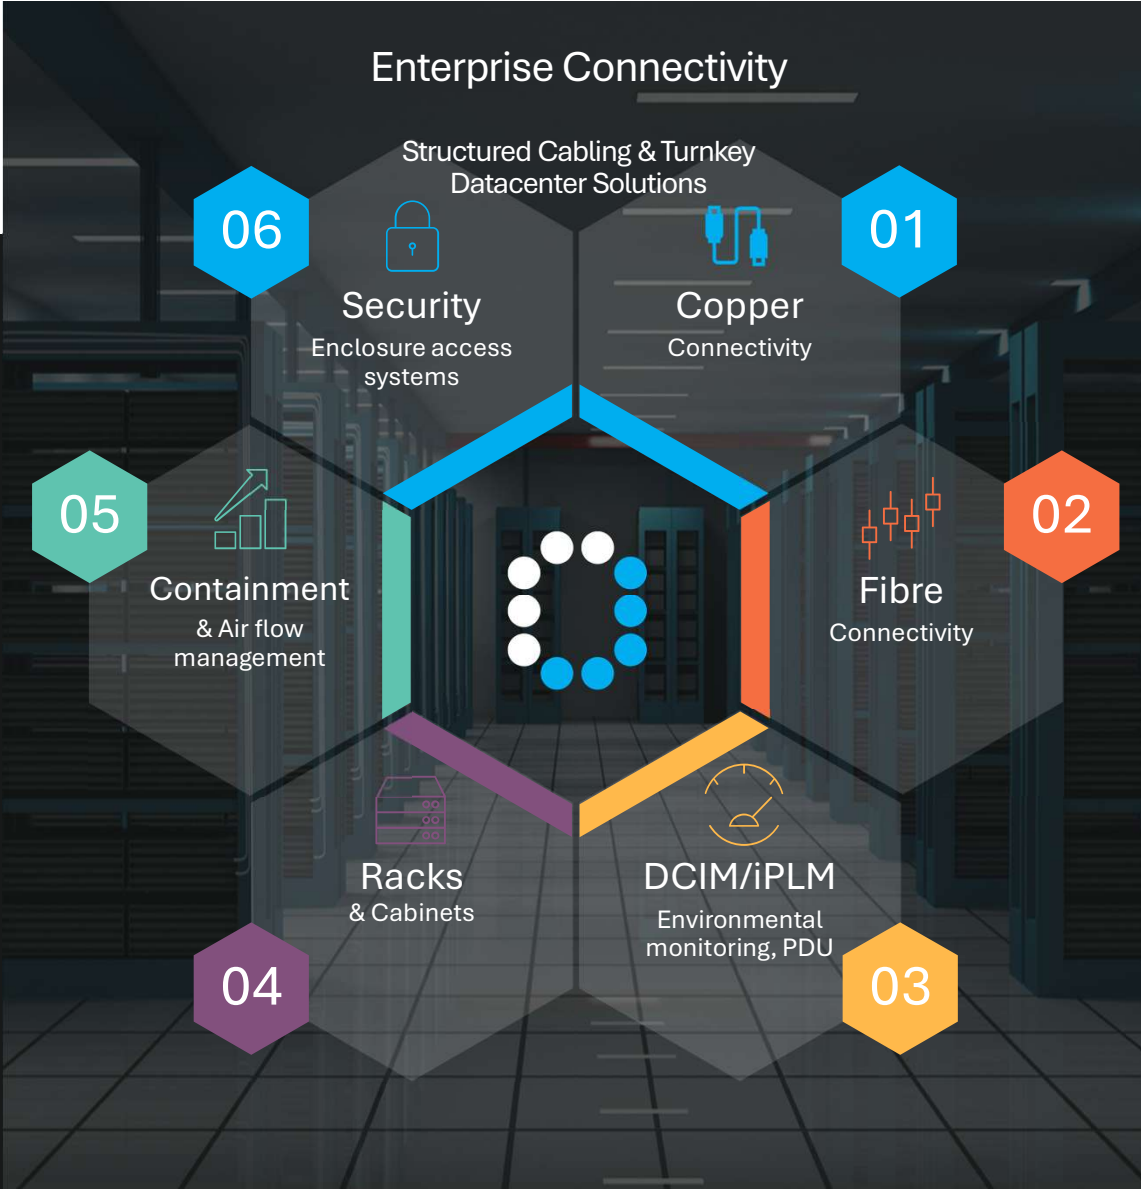 Enterprise Connectivity
Structured Cabling & Turnkey
Datacenter Solutions
01
Copper
Connectivity
02
Fibre
Connectivity
03
DCIM/iPLM
Environmental
monitoring, PDU
04
Racks
& Cabinets
05
Containment
& Air flow
management
06
Security
Enclosure access
systems